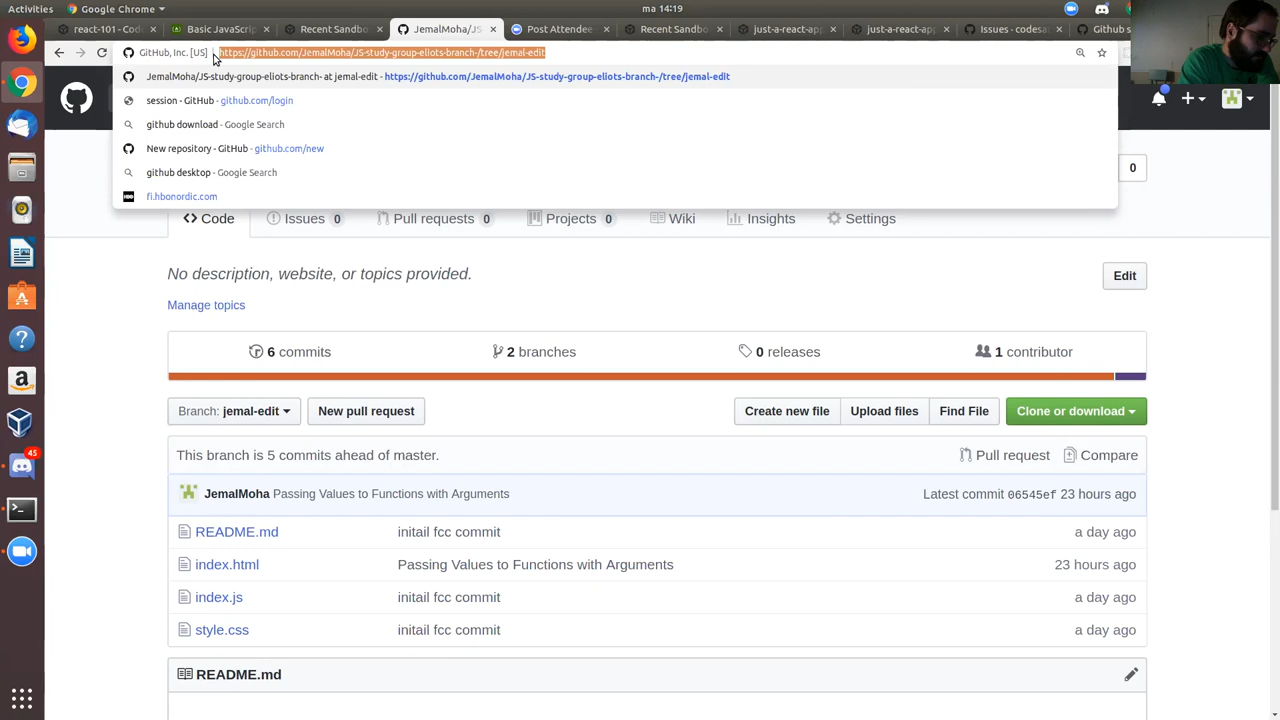 Activities
Google Chrome
ma 14:19
react-101 - Codec
Basic JavaScript
New Sandbox
JemalMoha/JS-
Post Attendee
New Sandbox
just-a-react-app
just-a-react-app
Issues - codesan
Github s
GitHub, Inc. [US]
https://github.com/JemalMoha/JS-study-group-eliots-branch-/tree/jemal-edit
JemalMoha/JS-study-group-eliots-branch- at jemal-edit - https://github.com/JemalMoha/JS-study-group-eliots-branch-/tree/jemal-edit
session - GitHub - github.com/login
github download - Google Search
New repository - GitHub - github.com/new
github desktop - Google Search
fi.hbonordic.com
0
Code
Issues 0
Pull requests 0
Projects 0
Wiki
Insights
Settings
No description, website, or topics provided.
Edit
Manage topics
6 commits
2 branches
0 releases
1 contributor
Branch: jemal-edit
New pull request
Create new file
Upload files
Find File
Clone or download
This branch is 5 commits ahead of master.
Pull request
Compare
JemalMoha Passing Values to Functions with Arguments
Latest commit 06545ef 23 hours ago
README.md
initail fcc commit
a day ago
index.html
Passing Values to Functions with Arguments
23 hours ago
index.js
initail fcc commit
a day ago
style.css
initail fcc commit
a day ago
README.md
45